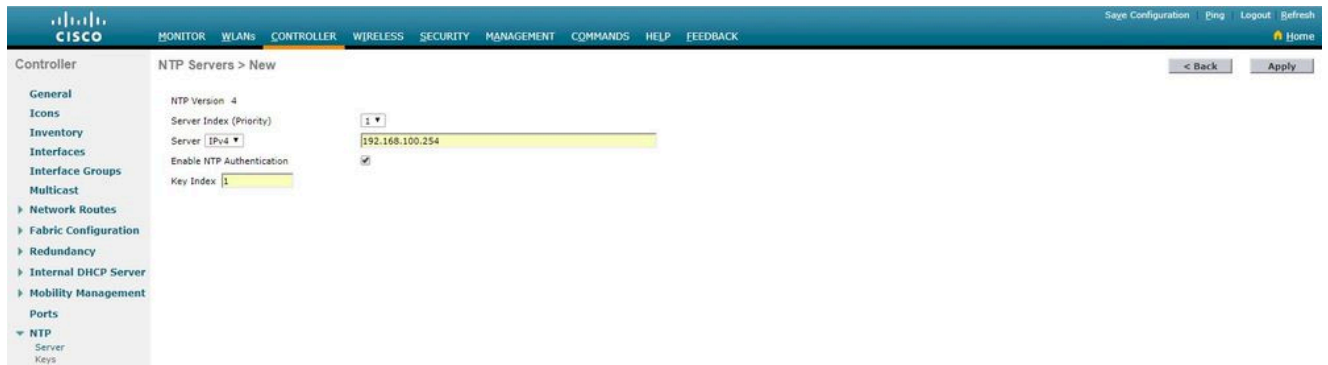 Save Configuration Ping Logout Refresh
CISCO MONITOR WLANs CONTROLLER WIRELESS SECURITY MANAGEMENT COMMANDS HELP FEEDBACK Home
Controller
NTP Servers > New
< Back Apply
General
Icons
Inventory
Interfaces
Interface Groups
Multicast
Network Routes
Fabric Configuration
Redundancy
Internal DHCP Server
Mobility Management
Ports
NTP
Server
Keys
NTP Version 4
Server Index (Priority) 1
Server IPv4 192.168.100.254
Enable NTP Authentication
Key Index 1